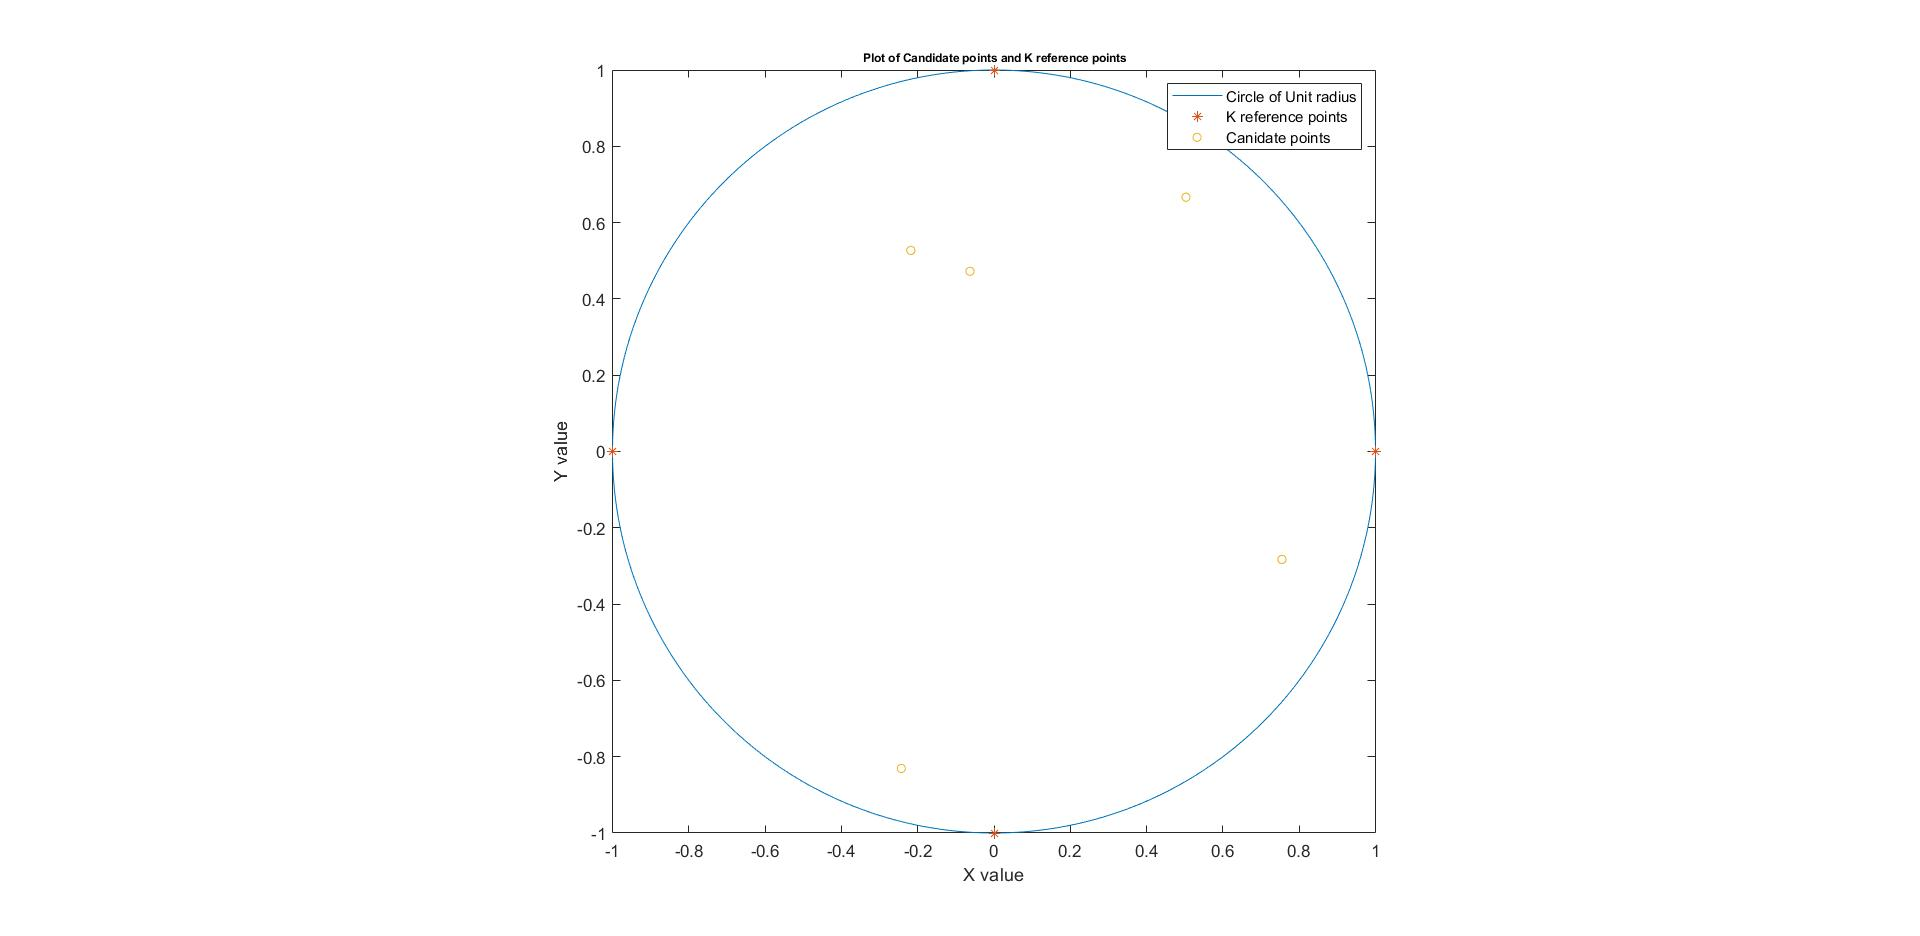 Plot of Candidate points and K reference points
Circle of Unit radius
K reference points
Canidate points
1
0.8
0.6
0.4
0.2
0
-0.2
-0.4
-0.6
-0.8
-1
Y value
-1 -0.8 -0.6 -0.4 -0.2 0 0.2 0.4 0.6 0.8 1
X value